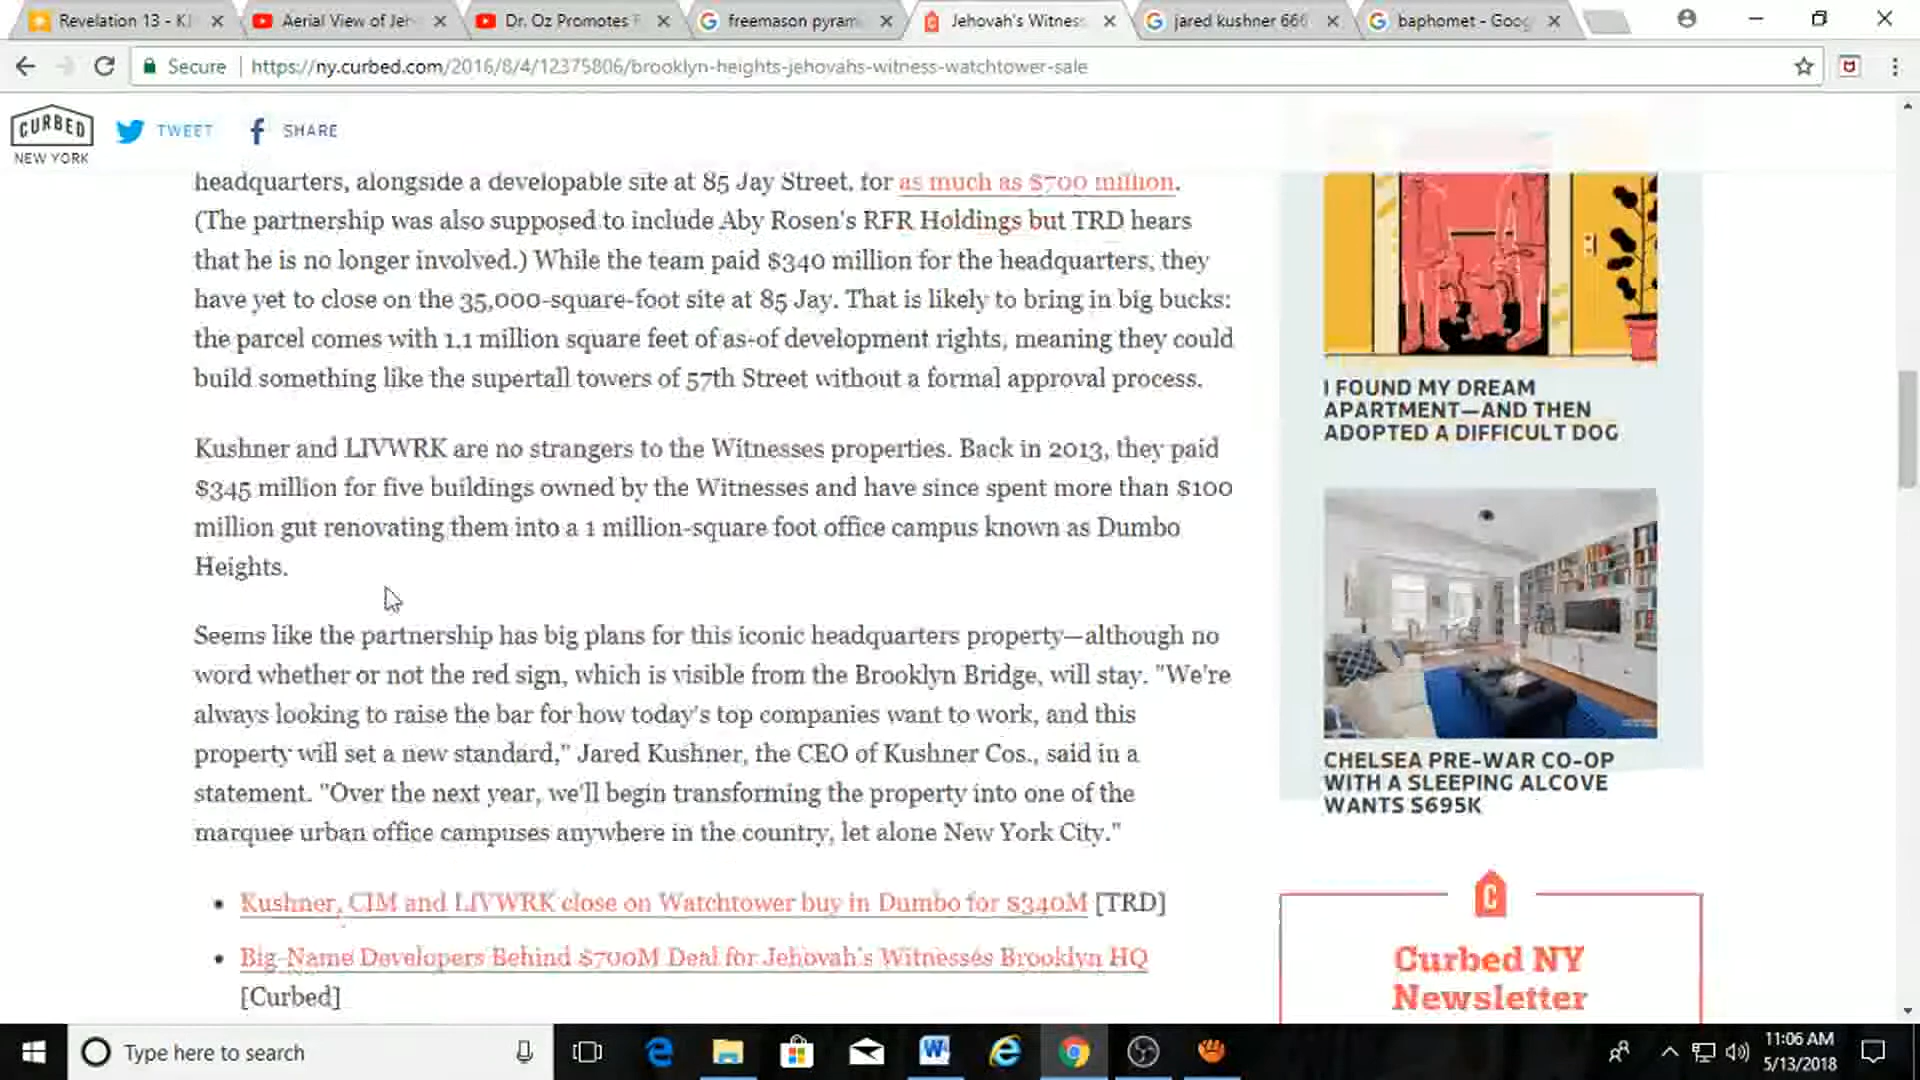 Revelation 13 - KJ
Aerial View of Jeh
Dr. Oz Promotes F
freemason pyram
Jehovah's Witness
jared kushner 666
baphomet - Goog
Secure
https://ny.curbed.com/2016/8/4/12375806/brooklyn-heights-jehovahs-witness-watchtower-sale
CURBED
NEW YORK
TWEET
SHARE
headquarters, alongside a developable site at 85 Jay Street, for as much as $700 million.
(The partnership was also supposed to include Aby Rosen's RFR Holdings but TRD hears
that he is no longer involved.) While the team paid $340 million for the headquarters, they
have yet to close on the 35,000-square-foot site at 85 Jay. That is likely to bring in big bucks:
the parcel comes with 1.1 million square feet of as-of development rights, meaning they could
build something like the supertall towers of 57th Street without a formal approval process.
Kushner and LIVWRK are no strangers to the Witnesses properties. Back in 2013, they paid
$345 million for five buildings owned by the Witnesses and have since spent more than $100
million gut renovating them into a 1 million-square foot office campus known as Dumbo
Heights.
Seems like the partnership has big plans for this iconic headquarters property—although no
word whether or not the red sign, which is visible from the Brooklyn Bridge, will stay. "We're
always looking to raise the bar for how today's top companies want to work, and this
property will set a new standard," Jared Kushner, the CEO of Kushner Cos., said in a
statement. "Over the next year, we'll begin transforming the property into one of the
marquee urban office campuses anywhere in the country, let alone New York City."
Kushner, CIM and LIVWRK close on Watchtower buy in Dumbo for $340M [TRD]
Big-Name Developers Behind $700M Deal for Jehovah's Witnesses Brooklyn HQ
[Curbed]
I FOUND MY DREAM
APARTMENT—AND THEN
ADOPTED A DIFFICULT DOG
CHELSEA PRE-WAR CO-OP
WITH A SLEEPING ALCOVE
WANTS $695K
Curbed NY
Newsletter
Type here to search
11:06 AM
5/13/2018